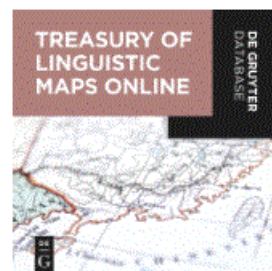 TREASURY OF
LINGUISTIC
MAPS ONLINE
DE GRUYTER
DATABASE
DE
G